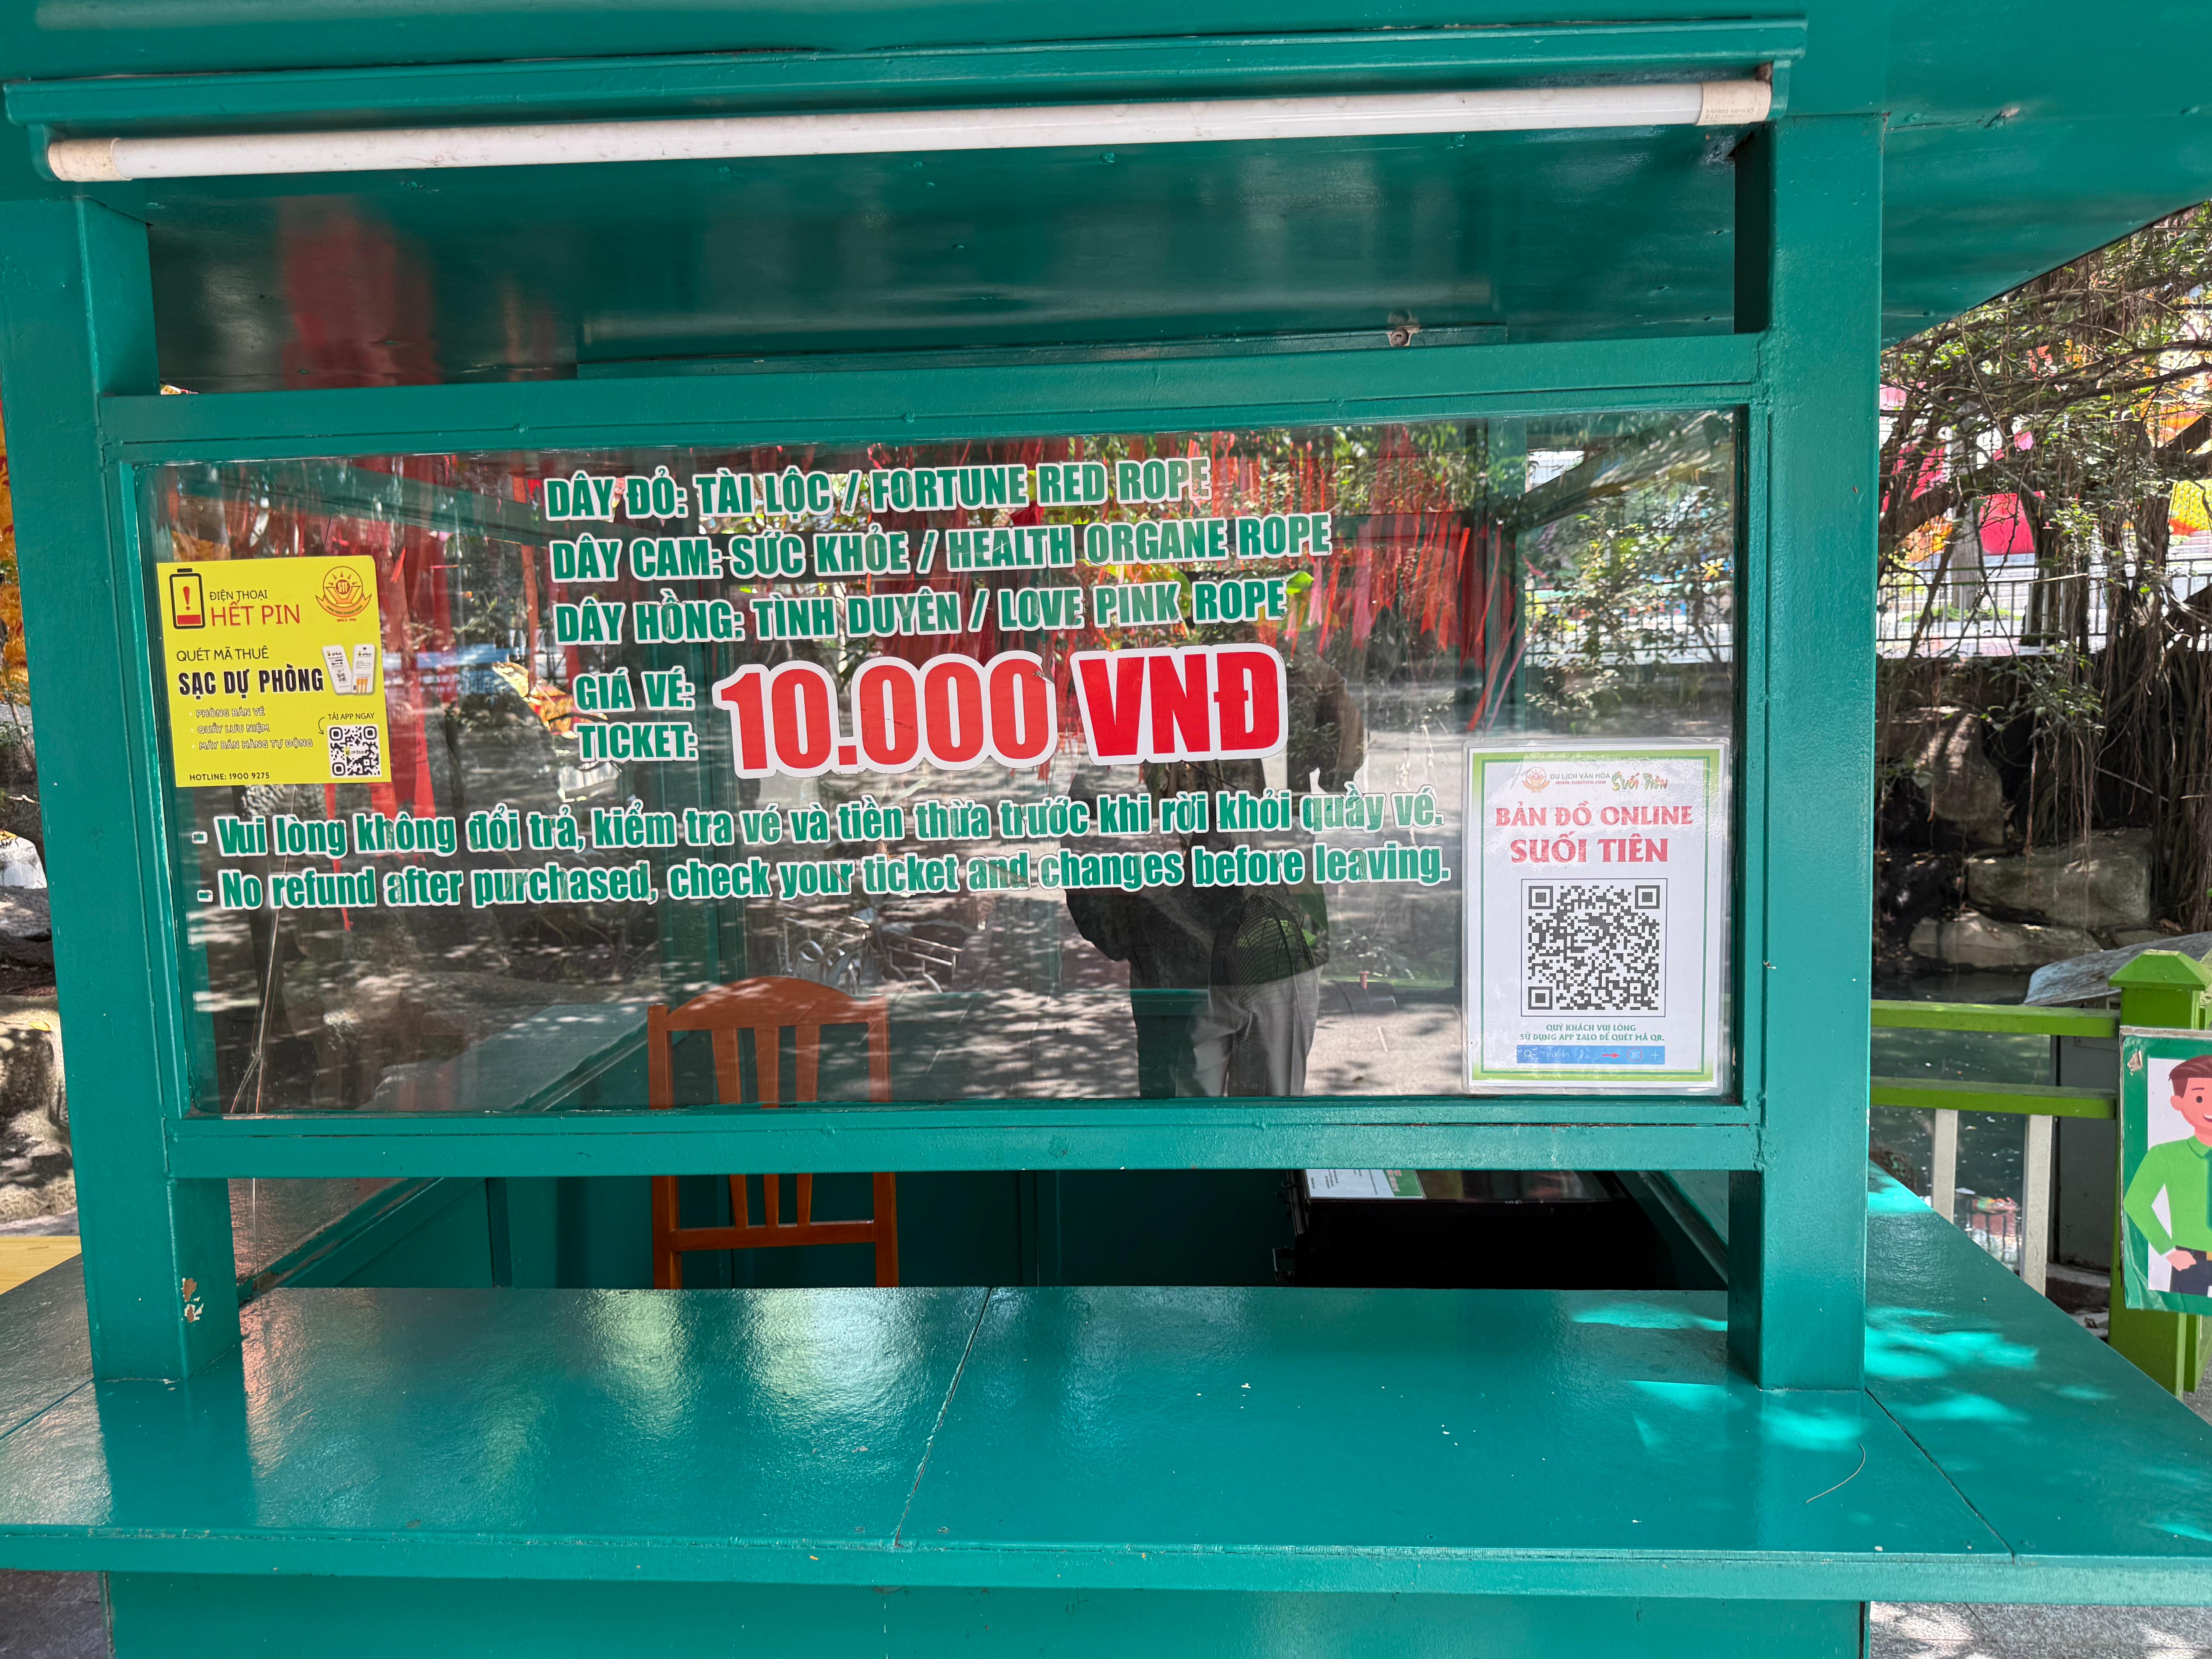 DÂY ĐỎ: TÀI LỘC / FORTUNE RED ROPE
DÂY CAM: SỨC KHỎE / HEALTH ORGANE ROPE
DÂY HỒNG: TÌNH DUYÊN / LOVE PINK ROPE
GIÁ VÉ:
TICKET:
10.000 VNĐ
- Vui lòng không đổi trả, kiểm tra vé và tiền thừa trước khi rời khỏi quầy vé.
- No refund after purchased, check your ticket and changes before leaving.
ĐIỆN THOẠI
HẾT PIN
QUÉT MÃ THUÊ
SẠC DỰ PHÒNG
PHÒNG BÁN VÉ
QUẦY LƯU NIỆM
MÁY BÁN HÀNG TỰ ĐỘNG
TẢI APP NGAY
HOTLINE: 1900 9275
DU LỊCH VĂN HÓA
WWW.SUOITIEN.COM
SUỐI TIÊN
BẢN ĐỒ ONLINE
SUỐI TIÊN
QUÝ KHÁCH VUI LÒNG
SỬ DỤNG APP ZALO ĐỂ QUÉT MÃ QR.